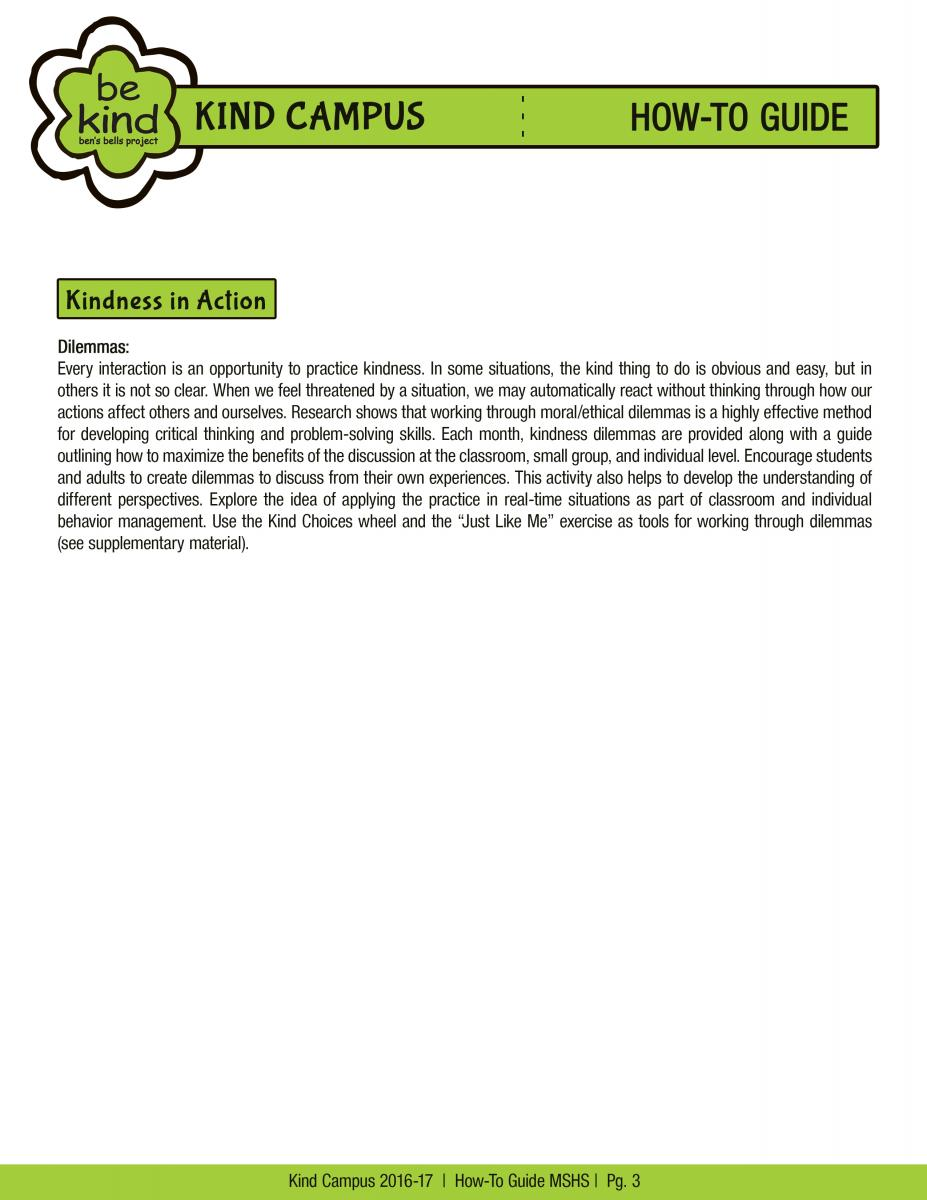 be
kind
ben's bells project
KIND CAMPUS
HOW-TO GUIDE
Kindness in Action
Dilemmas:
Every interaction is an opportunity to practice kindness. In some situations, the kind thing to do is obvious and easy, but in
others it is not so clear. When we feel threatened by a situation, we may automatically react without thinking through how our
actions affect others and ourselves. Research shows that working through moral/ethical dilemmas is a highly effective method
for developing critical thinking and problem-solving skills. Each month, kindness dilemmas are provided along with a guide
outlining how to maximize the benefits of the discussion at the classroom, small group, and individual level. Encourage students
and adults to create dilemmas to discuss from their own experiences. This activity also helps to develop the understanding of
different perspectives. Explore the idea of applying the practice in real-time situations as part of classroom and individual
behavior management. Use the Kind Choices wheel and the “Just Like Me” exercise as tools for working through dilemmas
(see supplementary material).
Kind Campus 2016-17 | How-To Guide MSHS | Pg. 3